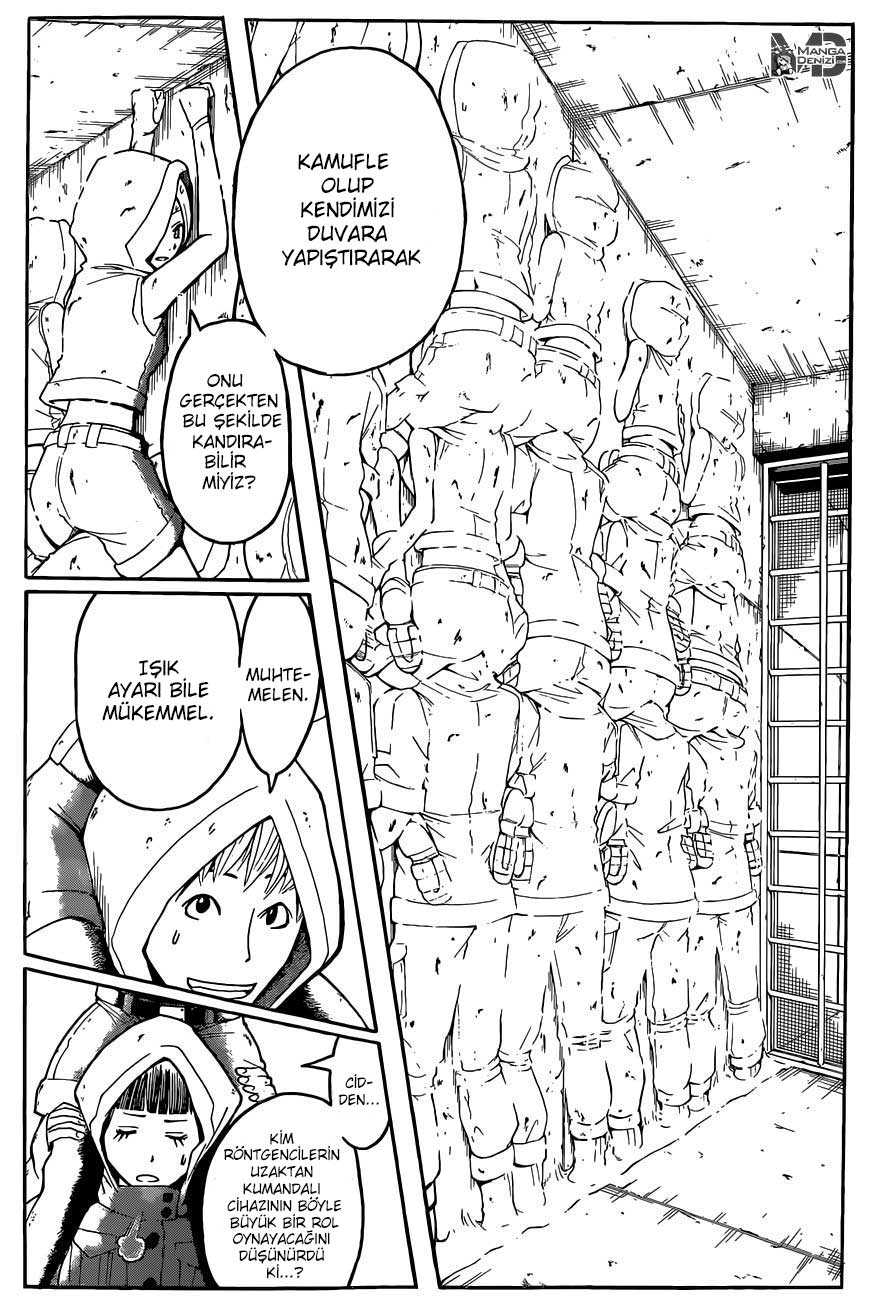 MANGA
DENİZİ
KAMUFLE
OLUP
KENDİMİZİ
DUVARA
YAPIŞTIRARAK
ONU
GERÇEKTEN
BU ŞEKİLDE
KANDIRA-
BİLİR
MİYİZ?
MUHTE-
MELEN.
IŞIK
AYARI BİLE
MÜKEMMEL.
CİD-
DEN...
KİM
RÖNTGENCİLERİN
UZAKTAN
KUMANDALI
CİHAZININ BÖYLE
BÜYÜK BİR ROL
OYNAYACAĞINI
DÜŞÜNÜRDÜ
Kİ...?